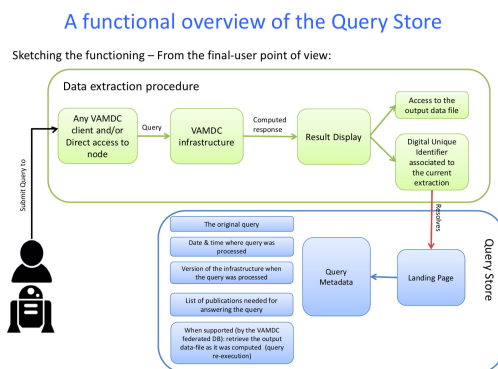 A functional overview of the Query Store
Sketching the functioning – From the final-user point of view:
Data extraction procedure
Any VAMDC
client and/or
Direct access to
node
Query
VAMDC
infrastructure
Computed
response
Result Display
Access to the
output data file
Digital Unique
Identifier
associated to
the current
extraction
Submit Query to
Resolves
The original query
Date & time where query was
processed
Version of the infrastructure when
the query was processed
List of publications needed for
answering the query
When supported (by the VAMDC
federated DB): retrieve the output
data-file as it was computed (query
re-execution)
Query
Metadata
Landing Page
Query Store